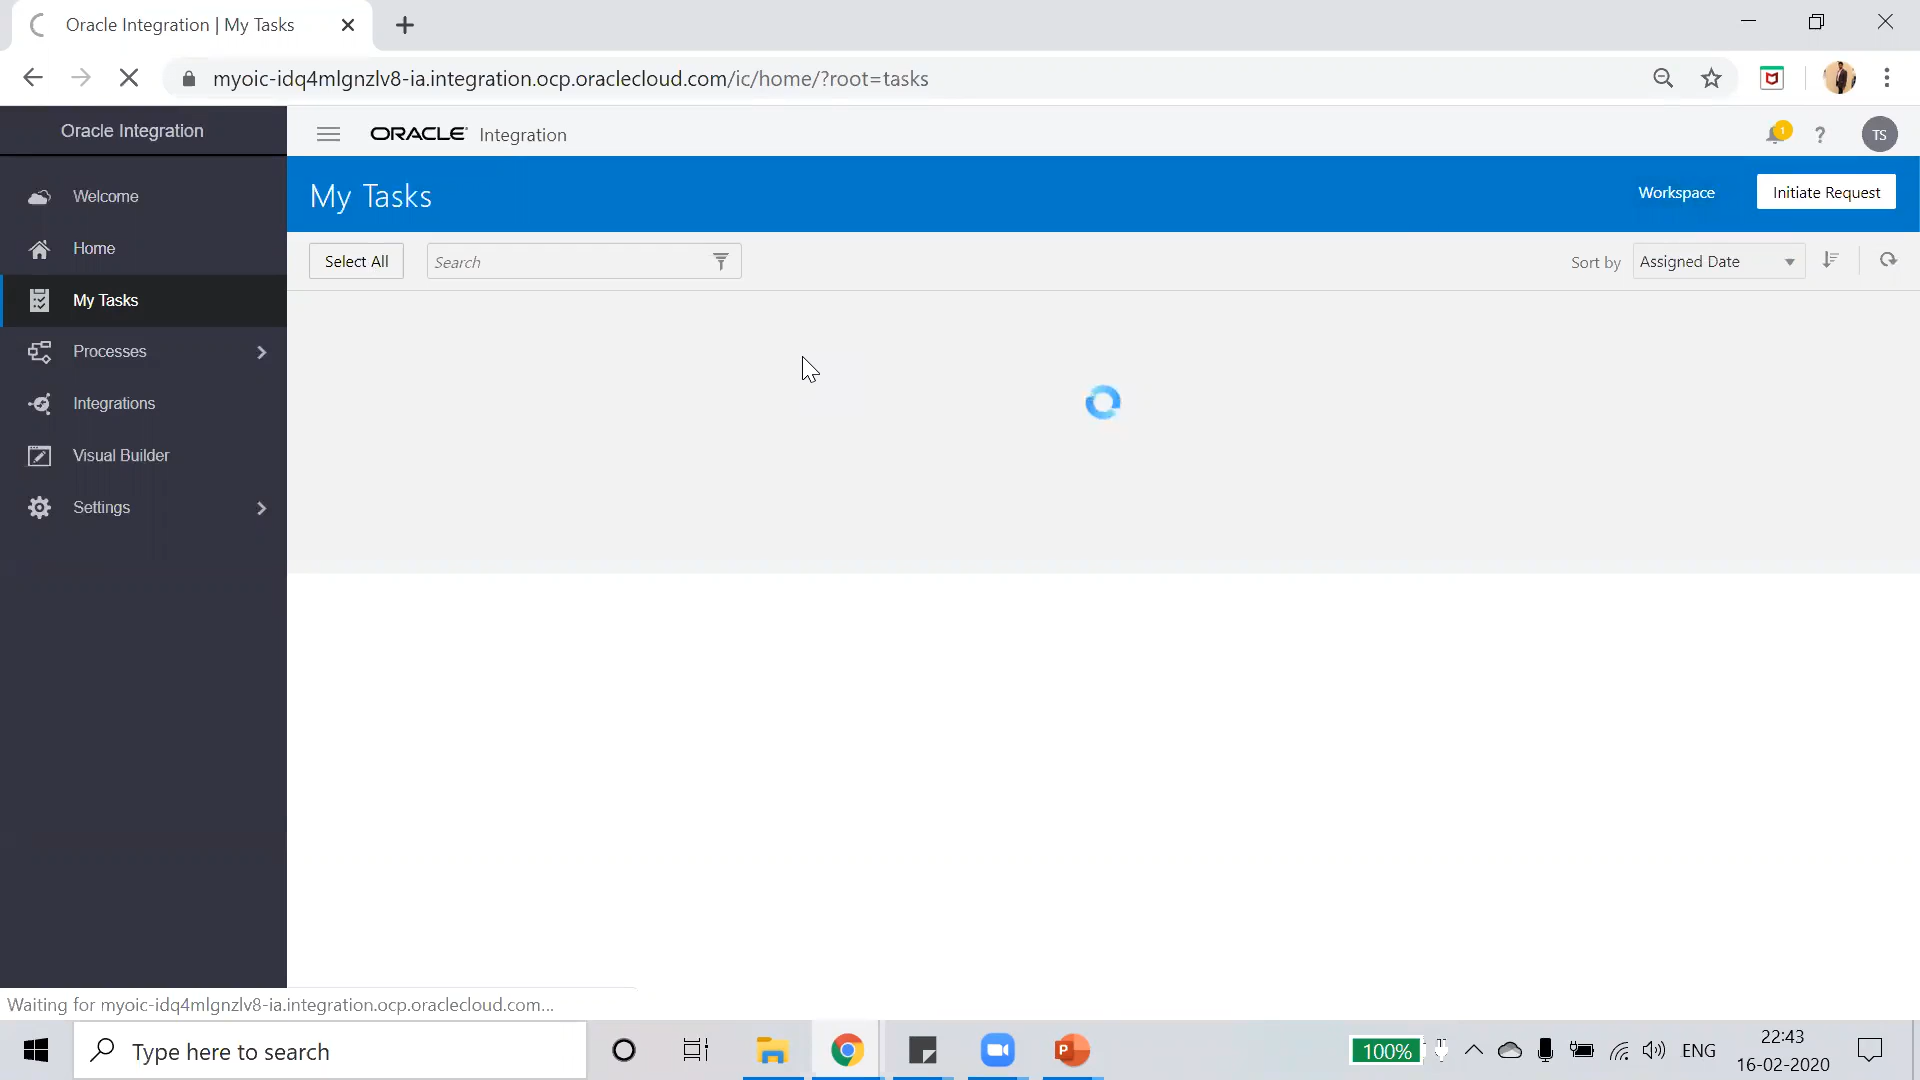 Oracle Integration | My Tasks
myoic-idq4mlgnzlv8-ia.integration.ocp.oraclecloud.com/ic/home/?root=tasks
Oracle Integration
ORACLE Integration
1
?
TS
Welcome
My Tasks
Workspace
Initiate Request
Home
Select All
Search
Sort by
Assigned Date
My Tasks
Processes
Integrations
Visual Builder
Settings
Waiting for myoic-idq4mlgnzlv8-ia.integration.ocp.oraclecloud.com...
Type here to search
100%
ENG
22:43
16-02-2020